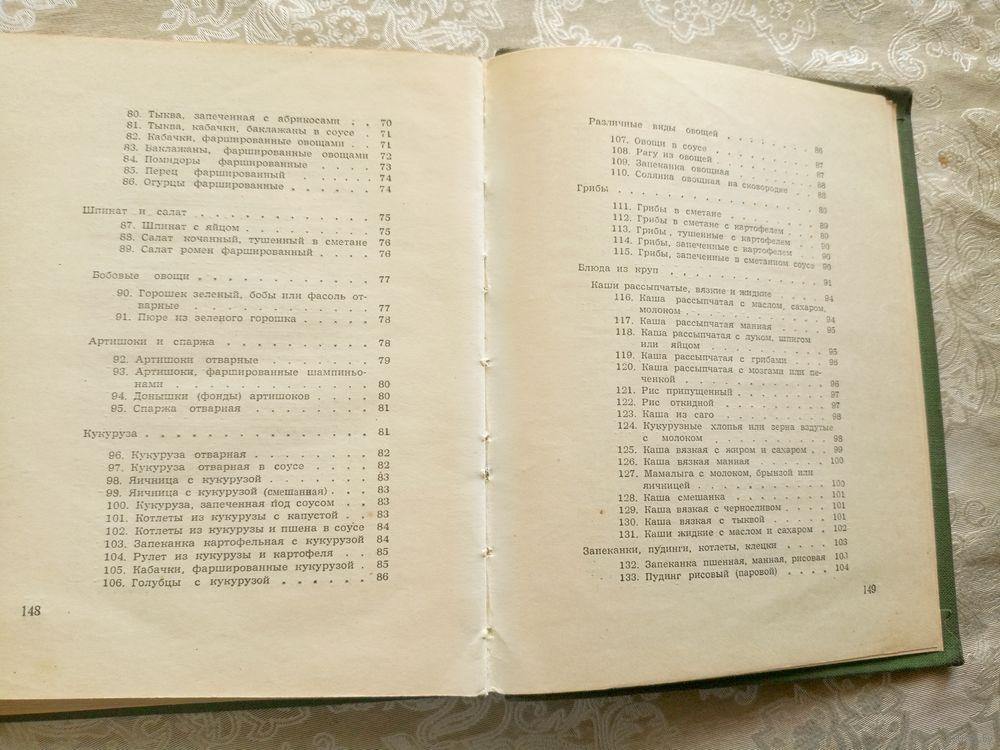 80. Тыква, запеченная с абрикосами . . 70
81. Тыква, кабачки, баклажаны в соусе . 71
82. Кабачки, фаршированные овощами . . 71
83. Баклажаны, фаршированные овощами 72
84. Помидоры фаршированные . . . . 73
85. Перец фаршированный . . . . . 74
86. Огурцы фаршированные . . . . . 74
Шпинат и салат . . . . . . . . . . . 75
87. Шпинат с яйцом . . . . . . . . 75
88. Салат кочанный, тушенный в сметане 76
89. Салат ромен фаршированный . . . . 76
Бобовые овощи . . . . . . . . . . . 77
90. Горошек зеленый, бобы или фасоль от-
варные . . . . . . . . . . . 77
91. Пюре из зеленого горошка . . . . . 78
Артишоки и спаржа . . . . . . . . . 78
92. Артишоки отварные . . . . . . . 79
93. Артишоки, фаршированные шампиньо-
нами . . . . . . . . . . . . 80
94. Донышки (фонды) артишоков . . . . 80
95. Спаржа отварная . . . . . . . . 81
Кукуруза . . . . . . . . . . . . . . 81
96. Кукуруза отварная . . . . . . . 82
97. Кукуруза отварная в соусе . . . . 82
98. Яичница с кукурузой . . . . . . 83
99. Яичница с кукурузой (смешанная) . . . 83
100. Кукуруза, запеченная под соусом . . . 83
101. Котлеты из кукурузы с капустой . . . 83
102. Котлеты из кукурузы и пшена в соусе 84
103. Запеканка картофельная с кукурузой 84
104. Рулет из кукурузы и картофеля . . . 85
105. Кабачки, фаршированные кукурузой . 85
106. Голубцы с кукурузой . . . . . . 86
148
Различные виды овощей . . . . . . . 86
107. Овощи в соусе . . . . . . . . 87
108. Рагу из овощей . . . . . . . . 87
109. Запеканка овощная . . . . . . . 88
110. Солянка овощная на сковородке . . 88
Грибы . . . . . . . . . . . . . . . 89
111. Грибы в сметане . . . . . . . . 89
112. Грибы в сметане с картофелем . . . 89
113. Грибы, тушенные с картофелем . . . 90
114. Грибы, запеченные с картофелем . . . 90
115. Грибы, запеченные в сметанном соусе 90
Блюда из круп . . . . . . . . . . . 91
Каши рассыпчатые, вязкие и жидкие . . . . 94
116. Каша рассыпчатая с маслом, сахаром,
молоком . . . . . . . . . . . 94
117. Каша рассыпчатая манная . . . . . 95
118. Каша рассыпчатая с луком, шпигом
или яйцом . . . . . . . . . . 95
119. Каша рассыпчатая с грибами . . . . 96
120. Каша рассыпчатая с мозгами или пе-
ченкой . . . . . . . . . . . 96
121. Рис припущенный . . . . . . . . 97
122. Рис откидной . . . . . . . . . 97
123. Каша из саго . . . . . . . . . 98
124. Кукурузные хлопья или зерна вздутые
с молоком . . . . . . . . . . 98
125. Каша вязкая с жиром и сахаром . . . 99
126. Каша вязкая манная . . . . . . . 100
127. Мамалыга с молоком, брынзой или
яичницей . . . . . . . . . . . 100
128. Каша смешанка . . . . . . . . . 101
129. Каша вязкая с черносливом . . . . . 101
130. Каша вязкая с тыквой . . . . . . 101
131. Каши жидкие с маслом и сахаром . . . 102
Запеканки, пудинги, котлеты, клецки . . . . 103
132. Запеканка пшенная, манная, рисовая 103
133. Пудинг рисовый (паровой) . . . . 104
149